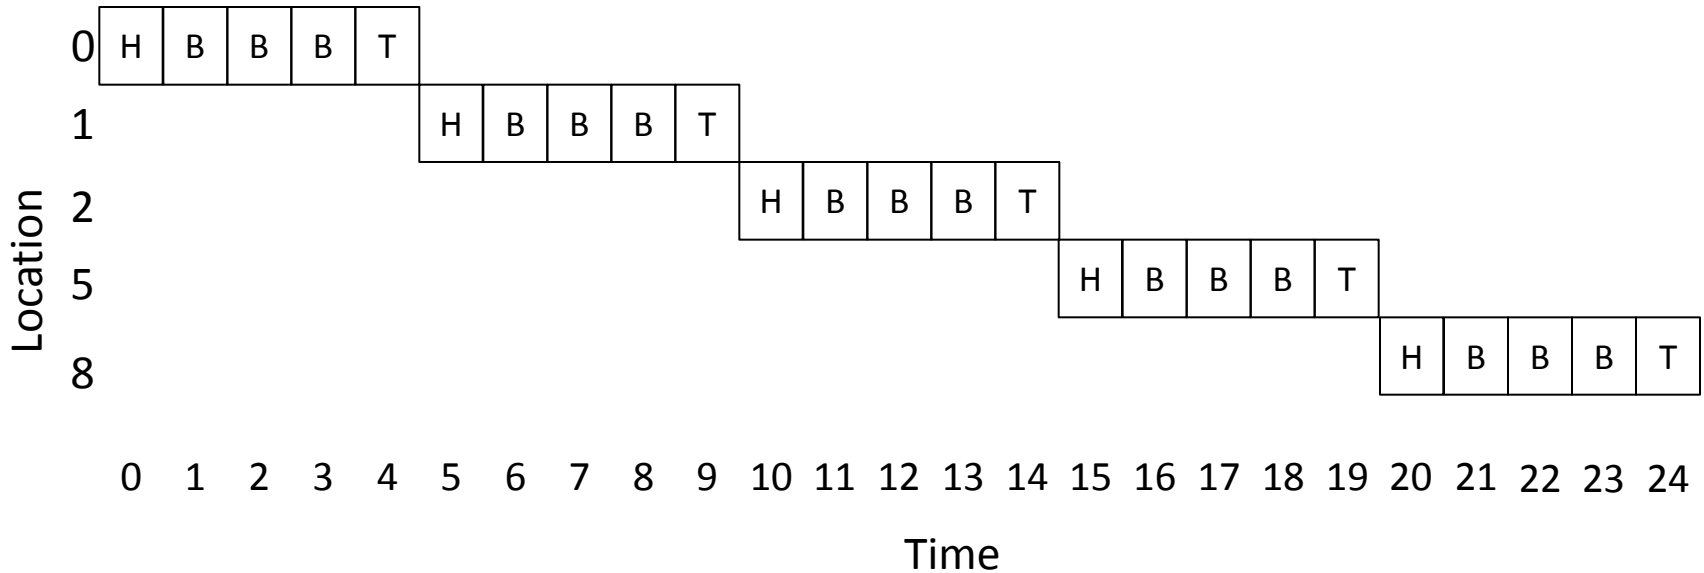 0 H B B B T
1 H B B B T
2 H B B B T
5 H B B B T
8 H B B B T
Location
0 1 2 3 4 5 6 7 8 9 10 11 12 13 14 15 16 17 18 19 20 21 22 23 24
Time